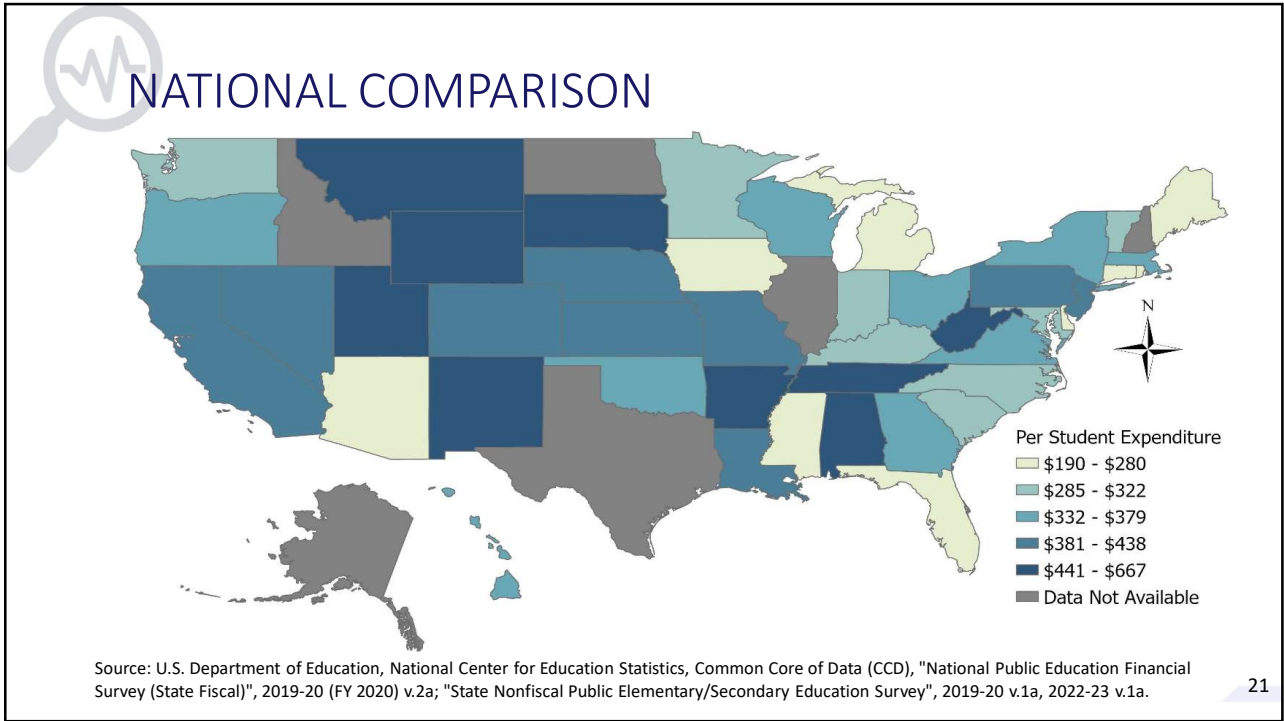 NATIONAL COMPARISON
N
Per Student Expenditure
$190 - $280
$285 - $322
$332 - $379
$381 - $438
$441 - $667
Data Not Available
Source: U.S. Department of Education, National Center for Education Statistics, Common Core of Data (CCD), "National Public Education Financial
Survey (State Fiscal)", 2019-20 (FY 2020) v.2a; "State Nonfiscal Public Elementary/Secondary Education Survey", 2019-20 v.1a, 2022-23 v.1a.
21